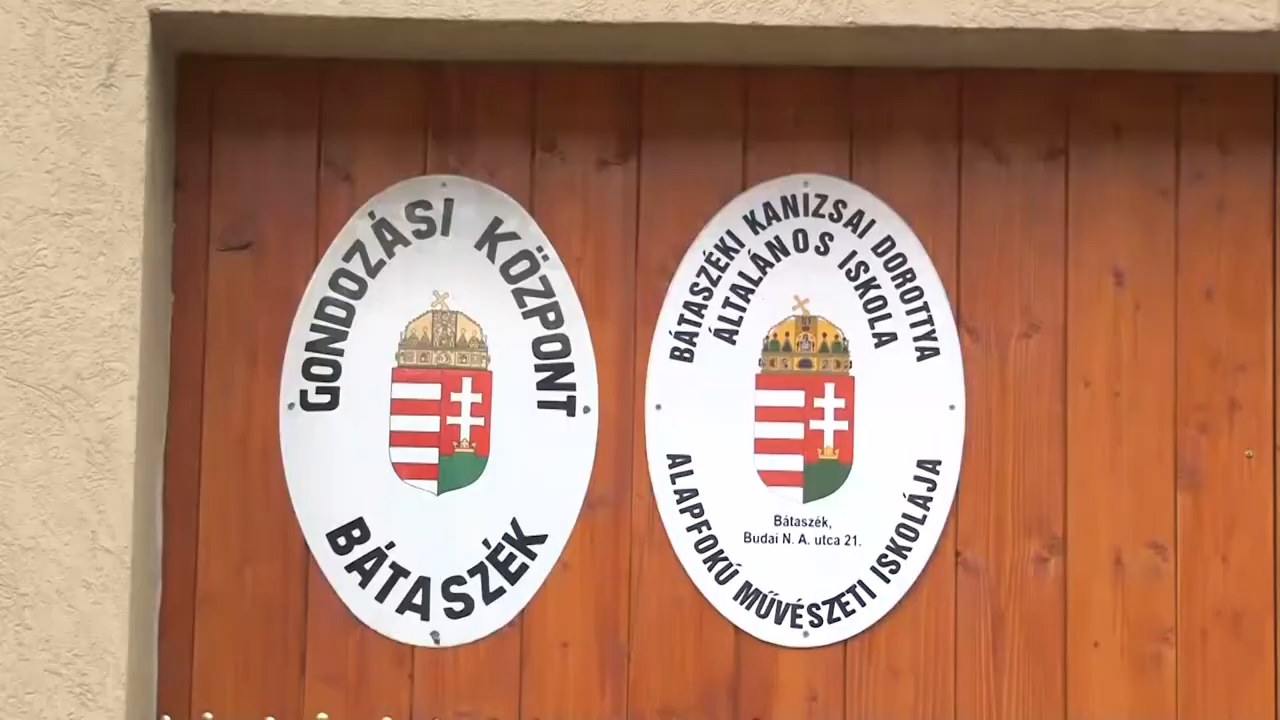 GONDOZÁSI KÖZPONT
BÁTASZÉK
BÁTASZÉKI KANIZSAI DOROTTYA
ÁLTALÁNOS ISKOLA
Bátaszék,
Budai N. A. utca 21.
ALAPFOKÚ MŰVÉSZETI ISKOLÁJA